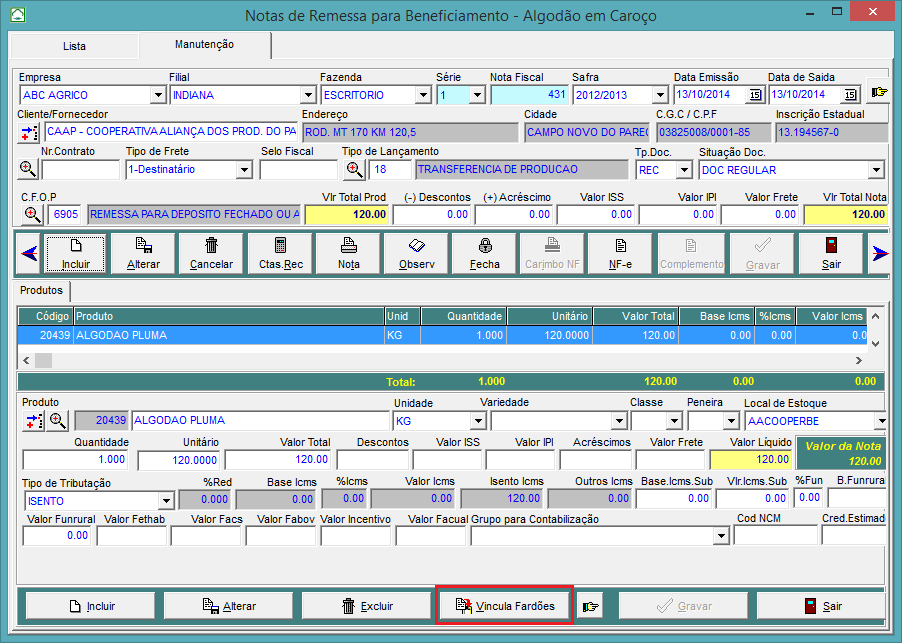 Notas de Remessa para Beneficiamento - Algodão em Caroço
Lista Manutenção
Empresa Filial Fazenda Série Nota Fiscal Safra Data Emissão Data de Saida
ABC AGRICO INDIANA ESCRITORIO 1 431 2012/2013 13/10/2014 15 13/10/2014 15
Cliente/Fornecedor Endereço Cidade C.G.C / C.P.F Inscrição Estadual
CAAP - COOPERATIVA ALIANÇA DOS PROD. DO PA ROD. MT 170 KM 120,5 CAMPO NOVO DO PAREC 03825008/0001-85 13.194567-0
Nr.Contrato Tipo de Frete Selo Fiscal Tipo de Lançamento Tp.Doc. Situação Doc.
1-Destinatário 18 TRANSFERENCIA DE PRODUCAO REC DOC REGULAR
C.F.O.P Vlr Total Prod (-) Descontos (+) Acréscimo Valor ISS Valor IPI Valor Frete Vlr Total Nota
6905 REMESSA PARA DEPOSITO FECHADO OU A 120.00 0.00 0.00 0.00 0.00 0.00 120.00
Incluir Alterar Cancelar Ctas.Rec Nota Observ Fecha Carimbo NF NF-e Complemento Gravar Sair
Produtos
Código Produto Unid Quantidade Unitário Valor Total Base Icms %Icms Valor Icms
20439 ALGODAO PLUMA KG 1.000 120.0000 120.00 0.00 0.00 0.0
Total: 1.000 120.00 0.00 0.00
Produto Unidade Variedade Classe Peneira Local de Estoque
20439 ALGODAO PLUMA KG AACOOPERBE
Quantidade Unitário Valor Total Descontos Valor ISS Valor IPI Acréscimos Valor Frete Valor Líquido Valor da Nota
1.000 120.0000 120.00 120.00 120.00
Tipo de Tributação %Red Base Icms %Icms Valor Icms Isento Icms Outros Icms Base.Icms.Sub Vlr.Icms.Sub %Fun B.Funrura
ISENTO 0.000 0.00 0.00 0.00 120.00 0.00 0.00 0.00 0.00
Valor Funrural Valor Fethab Valor Facs Valor Fabov Valor Incentivo Valor Facual Grupo para Contabilização Cod NCM Cred.Estimad
0.00
Incluir Alterar Excluir Vincula Fardões Gravar Sair